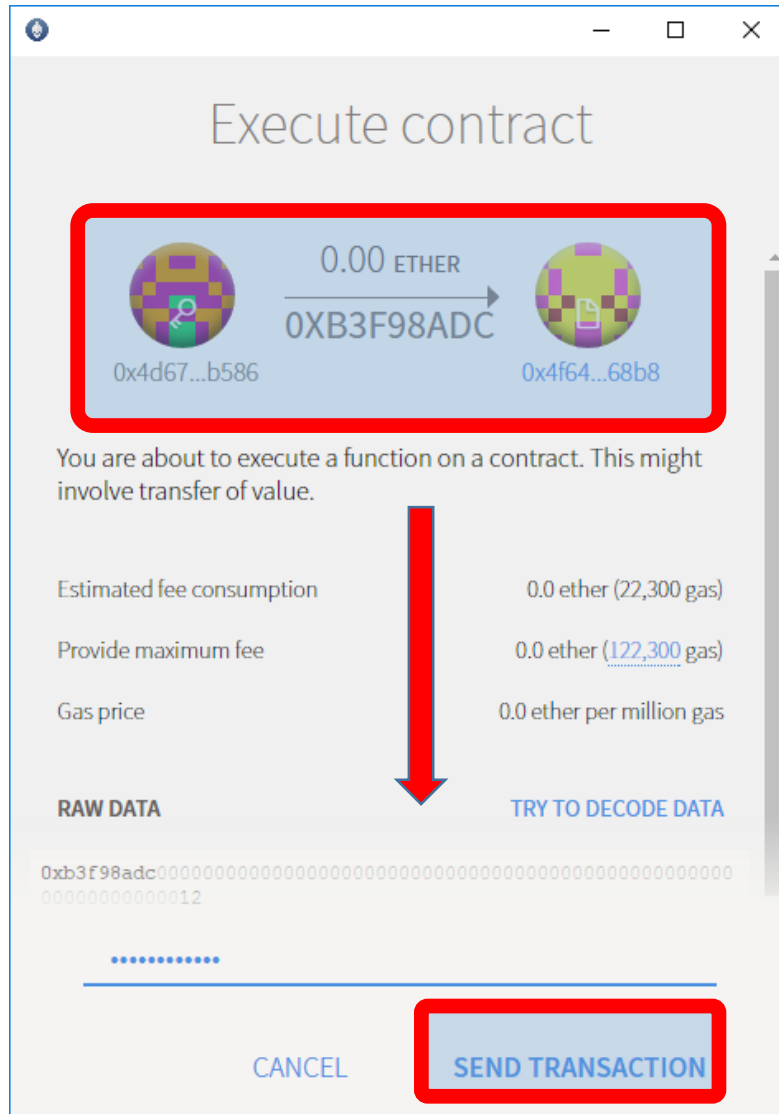 Execute contract
0.00 ETHER
0XB3F98ADC
0x4d67...b586
0x4f64...68b8
You are about to execute a function on a contract. This might
involve transfer of value.
Estimated fee consumption 0.0 ether (22,300 gas)
Provide maximum fee 0.0 ether (122,300 gas)
Gas price 0.0 ether per million gas
RAW DATA TRY TO DECODE DATA
0xb3f98adc00000000000000000000000000000000000000000000000000
00000000000012
CANCEL SEND TRANSACTION